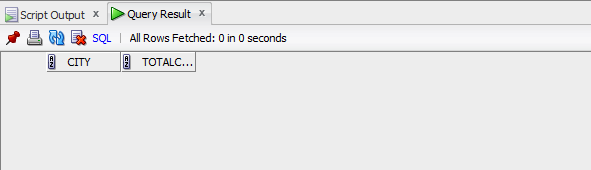 Script Output x Query Result x
SQL | All Rows Fetched: 0 in 0 seconds
CITY TOTALC...